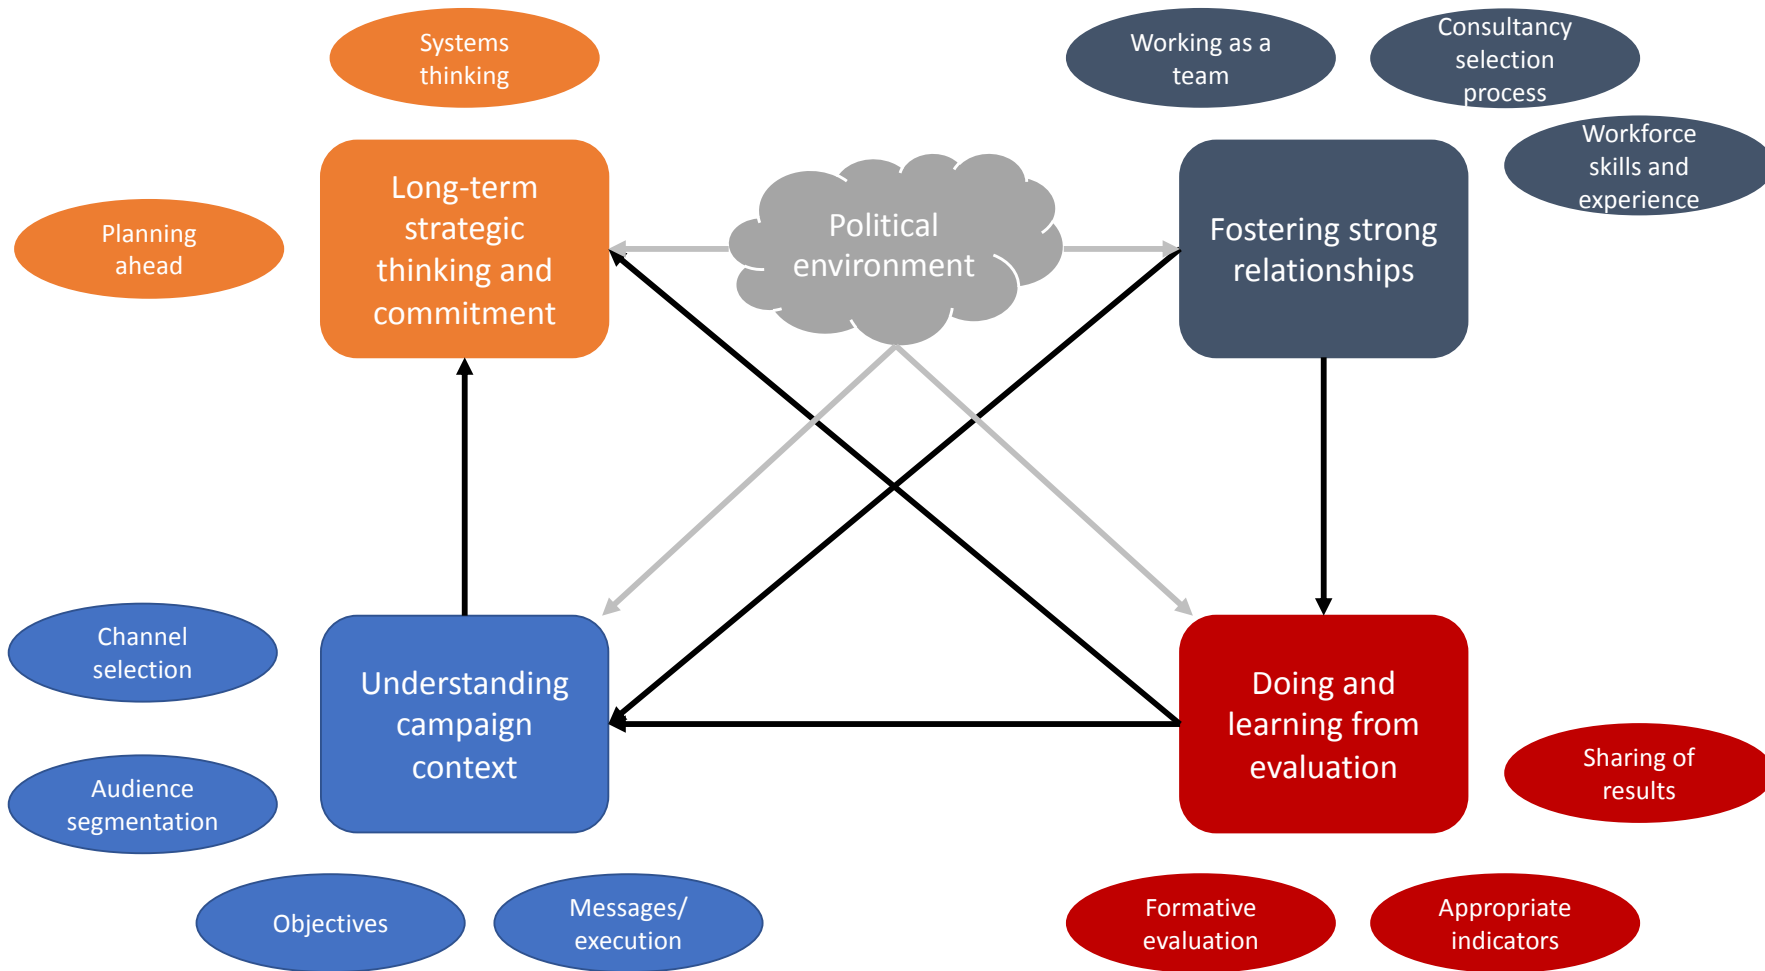 Systems
thinking
Working as a
team
Consultancy
selection
process
Workforce
skills and
experience
Planning
ahead
Long-term
strategic
thinking and
commitment
Political
environment
Fostering strong
relationships
Channel
selection
Understanding
campaign
context
Doing and
learning from
evaluation
Audience
segmentation
Sharing of
results
Objectives
Messages/
execution
Formative
evaluation
Appropriate
indicators